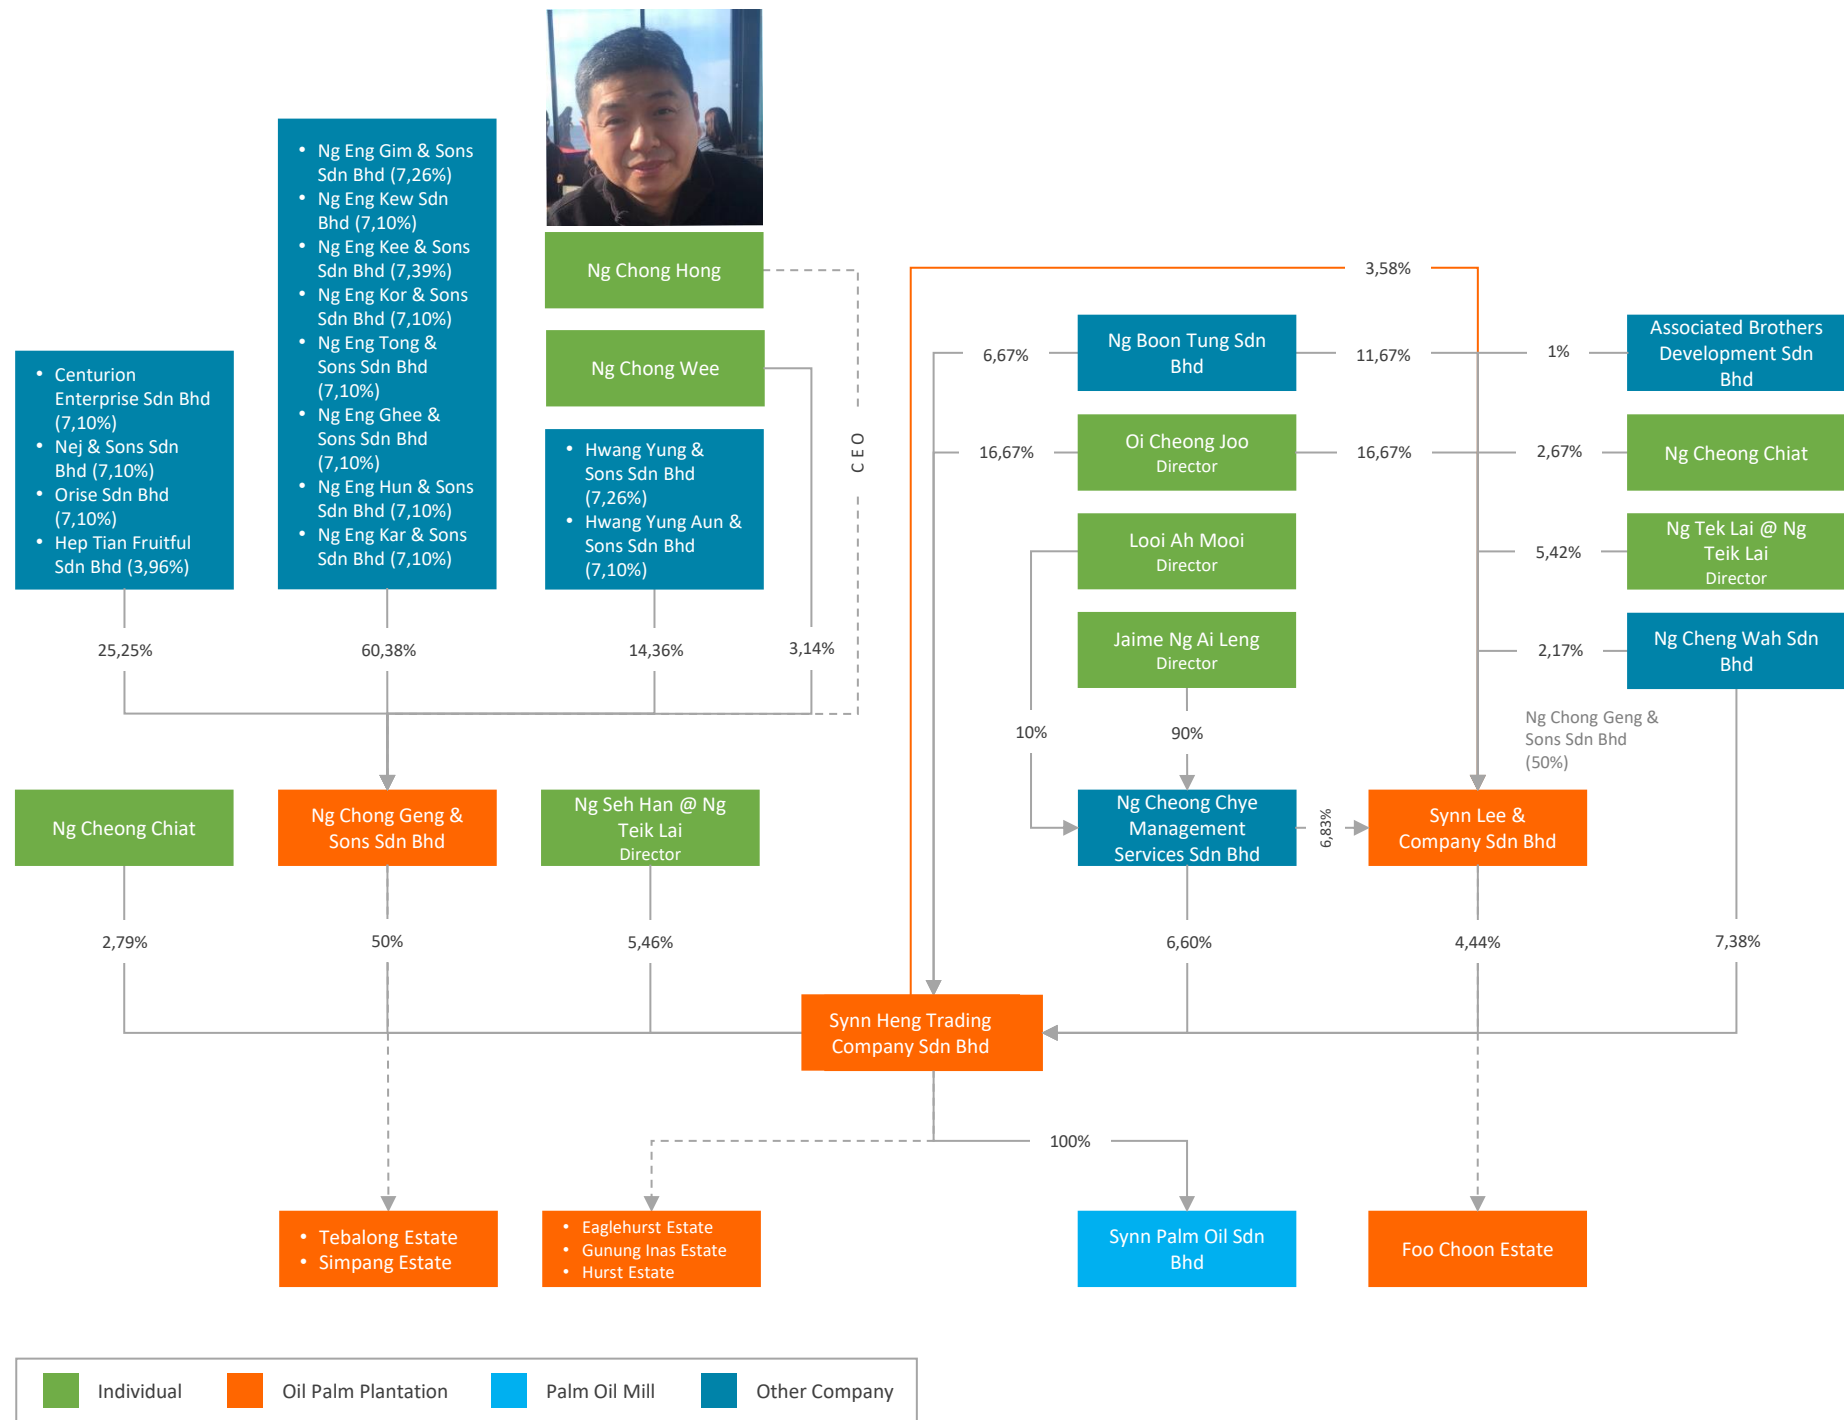 Ng Eng Gim & Sons
Sdn Bhd (7,26%)
Ng Eng Kew Sdn
Bhd (7,10%)
Ng Eng Kee & Sons
Sdn Bhd (7,39%)
Ng Eng Kor & Sons
Sdn Bhd (7,10%)
Ng Eng Tong &
Sons Sdn Bhd
(7,10%)
Ng Eng Ghee &
Sons Sdn Bhd
(7,10%)
Ng Eng Hun & Sons
Sdn Bhd (7,10%)
Ng Eng Kar & Sons
Sdn Bhd (7,10%)
Centurion
Enterprise Sdn Bhd
(7,10%)
Nej & Sons Sdn
Bhd (7,10%)
Orise Sdn Bhd
(7,10%)
Hep Tian Fruitful
Sdn Bhd (3,96%)
Ng Chong Hong
Ng Chong Wee
Hwang Yung &
Sons Sdn Bhd
(7,26%)
Hwang Yung Aun &
Sons Sdn Bhd
(7,10%)
CEO
25,25%
60,38%
14,36%
3,14%
3,58%
6,67%
Ng Boon Tung Sdn
Bhd
11,67%
1%
Associated Brothers
Development Sdn
Bhd
16,67%
Oi Cheong Joo
Director
16,67%
2,67%
Ng Cheong Chiat
Looi Ah Mooi
Director
5,42%
Ng Tek Lai @ Ng
Teik Lai
Director
Jaime Ng Ai Leng
Director
2,17%
Ng Cheng Wah Sdn
Bhd
10%
90%
Ng Chong Geng &
Sons Sdn Bhd
(50%)
Ng Cheong Chiat
Ng Chong Geng &
Sons Sdn Bhd
Ng Seh Han @ Ng
Teik Lai
Director
Ng Cheong Chye
Management
Services Sdn Bhd
6,83%
Synn Lee &
Company Sdn Bhd
2,79%
50%
5,46%
6,60%
4,44%
7,38%
Synn Heng Trading
Company Sdn Bhd
100%
Tebalong Estate
Simpang Estate
Eaglehurst Estate
Gunung Inas Estate
Hurst Estate
Synn Palm Oil Sdn
Bhd
Foo Choon Estate
Individual
Oil Palm Plantation
Palm Oil Mill
Other Company